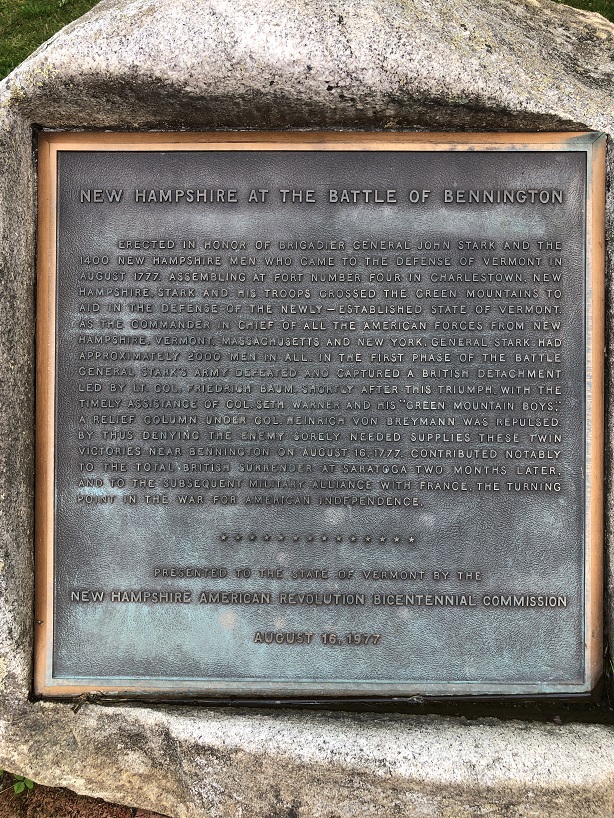 NEW HAMPSHIRE AT THE BATTLE OF BENNINGTON
ERECTED IN HONOR OF BRIGADIER GENERAL JOHN STARK AND THE
1400 NEW HAMPSHIRE MEN WHO CAME TO THE DEFENSE OF VERMONT IN
AUGUST 1777. ASSEMBLING AT FORT NUMBER FOUR IN CHARLESTOWN, NEW
HAMPSHIRE, STARK AND HIS TROOPS CROSSED THE GREEN MOUNTAINS TO
AID IN THE DEFENSE OF THE NEWLY-ESTABLISHED STATE OF VERMONT.
AS THE COMMANDER IN CHIEF OF ALL THE AMERICAN FORCES FROM NEW
HAMPSHIRE, VERMONT, MASSACHUSETTS AND NEW YORK, GENERAL STARK HAD
APPROXIMATELY 2000 MEN IN ALL. IN THE FIRST PHASE OF THE BATTLE
GENERAL STARK'S ARMY DEFEATED AND CAPTURED A BRITISH DETACHMENT
LED BY LT. COL. FRIEDRICH BAUM. SHORTLY AFTER THIS TRIUMPH, WITH THE
TIMELY ASSISTANCE OF COL. SETH WARNER AND HIS "GREEN MOUNTAIN BOYS,"
A RELIEF COLUMN UNDER COL. HEINRICH VON BREYMANN WAS REPULSED.
BY THUS DENYING THE ENEMY SORELY NEEDED SUPPLIES THESE TWIN
VICTORIES NEAR BENNINGTON ON AUGUST 16, 1777, CONTRIBUTED NOTABLY
TO THE TOTAL BRITISH SURRENDER AT SARATOGA TWO MONTHS LATER,
AND TO THE SUBSEQUENT MILITARY ALLIANCE WITH FRANCE, THE TURNING
POINT IN THE WAR FOR AMERICAN INDEPENDENCE.
* * * * * * * * * * * * * *
PRESENTED TO THE STATE OF VERMONT BY THE
NEW HAMPSHIRE AMERICAN REVOLUTION BICENTENNIAL COMMISSION
AUGUST 16, 1977